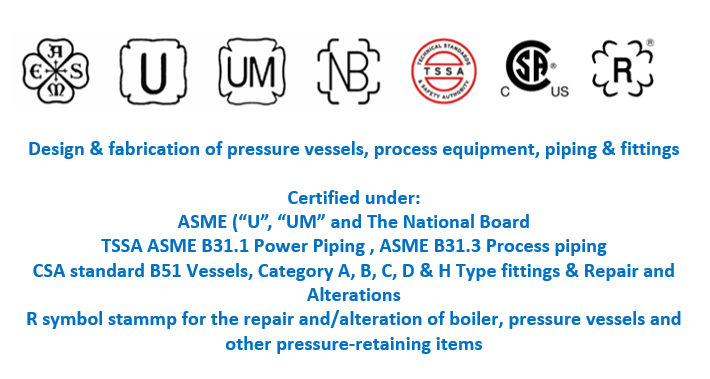 A
E S
M
U
UM
NB
TECHNICAL STANDARDS
TSSA
& SAFETY AUTHORITY
CSA ®
C US
R ®
Design & fabrication of pressure vessels, process equipment, piping & fittings
Certified under:
ASME (“U”, “UM” and The National Board
TSSA ASME B31.1 Power Piping , ASME B31.3 Process piping
CSA standard B51 Vessels, Category A, B, C, D & H Type fittings & Repair and
Alterations
R symbol stammp for the repair and/alteration of boiler, pressure vessels and
other pressure-retaining items